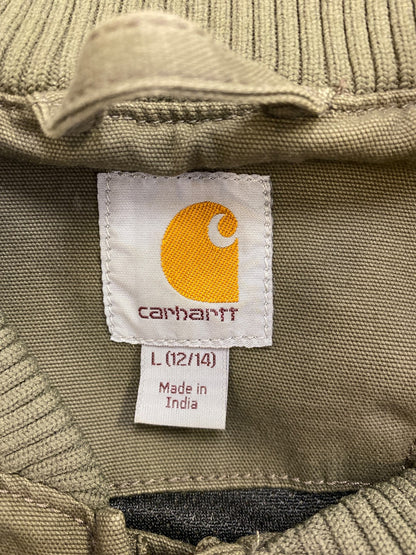 carhartt
L (12/14)
Made in
India